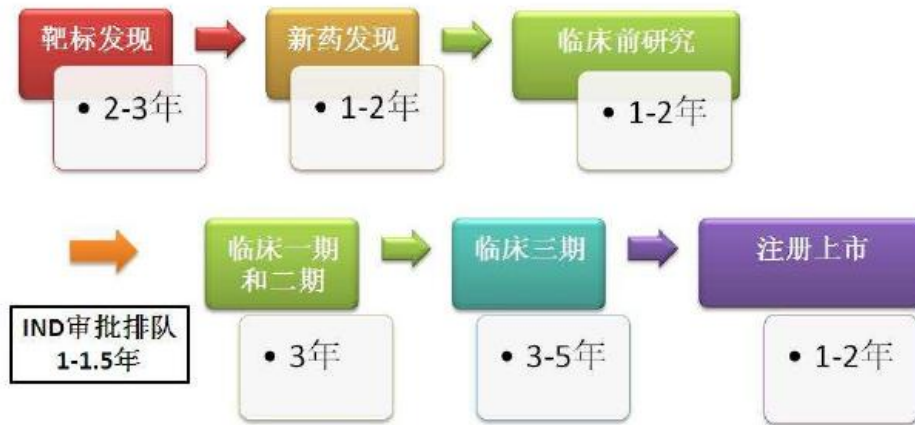 靶标发现
• 2-3年
新药发现
• 1-2年
临床前研究
• 1-2年
IND审批排队
1-1.5年
临床一期
和二期
• 3年
临床三期
• 3-5年
注册上市
• 1-2年